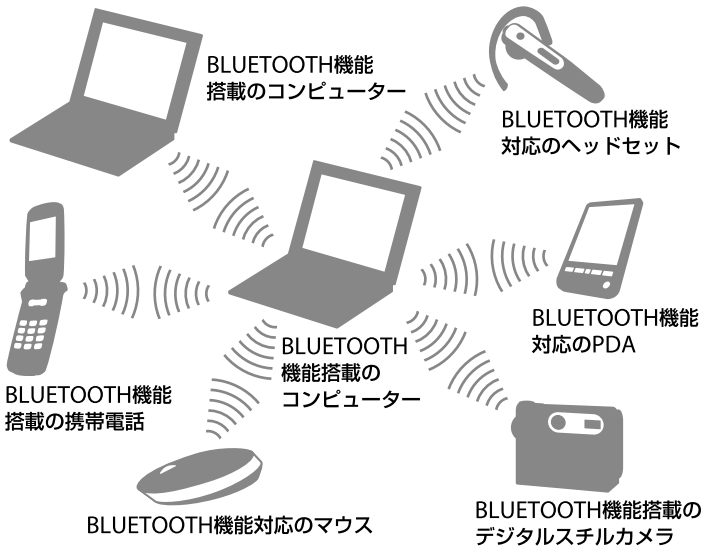 BLUETOOTH機能
搭載のコンピューター
BLUETOOTH機能
対応のヘッドセット
BLUETOOTH機能
対応のPDA
BLUETOOTH
機能搭載の
コンピューター
BLUETOOTH機能
搭載の携帯電話
BLUETOOTH機能対応のマウス
BLUETOOTH機能搭載の
デジタルスチルカメラ